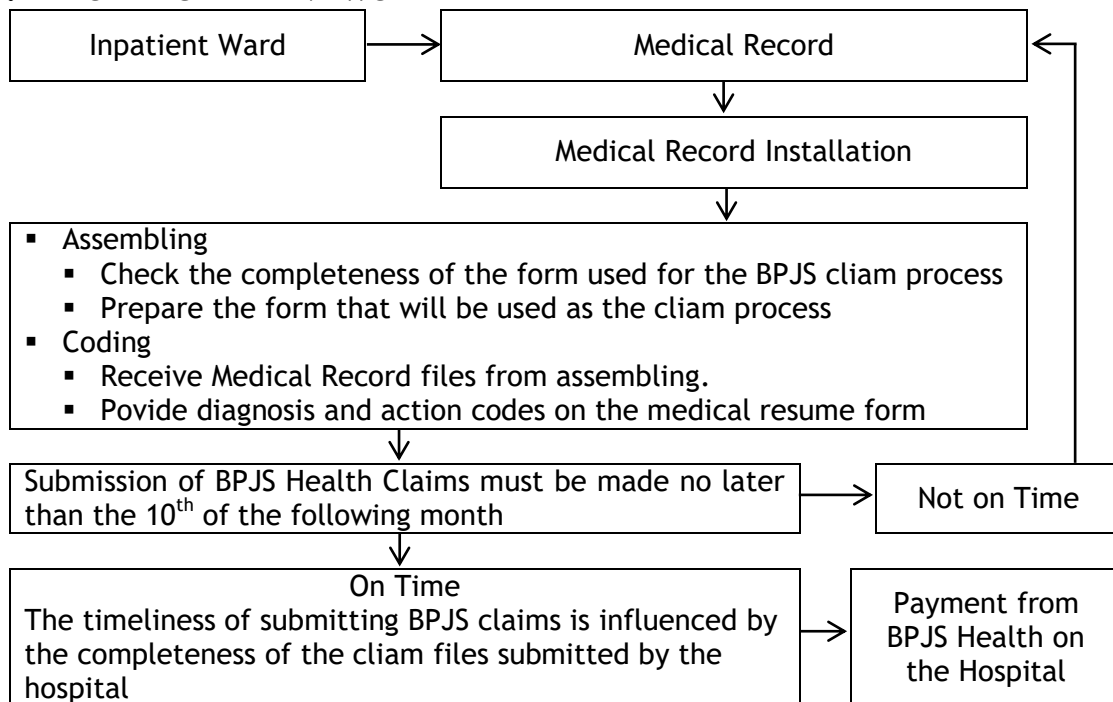 Inpatient Ward
Medical Record
Medical Record Installation
▪ Assembling
▪ Check the completeness of the form used for the BPJS cliam process
▪ Prepare the form that will be used as the cliam process
▪ Coding
▪ Receive Medical Record files from assembling.
▪ Povide diagnosis and action codes on the medical resume form
Submission of BPJS Health Claims must be made no later
than the 10th of the following month
Not on Time
On Time
The timeliness of submitting BPJS claims is influenced by
the completeness of the cliam files submitted by the
hospital
Payment from
BPJS Health on
the Hospital